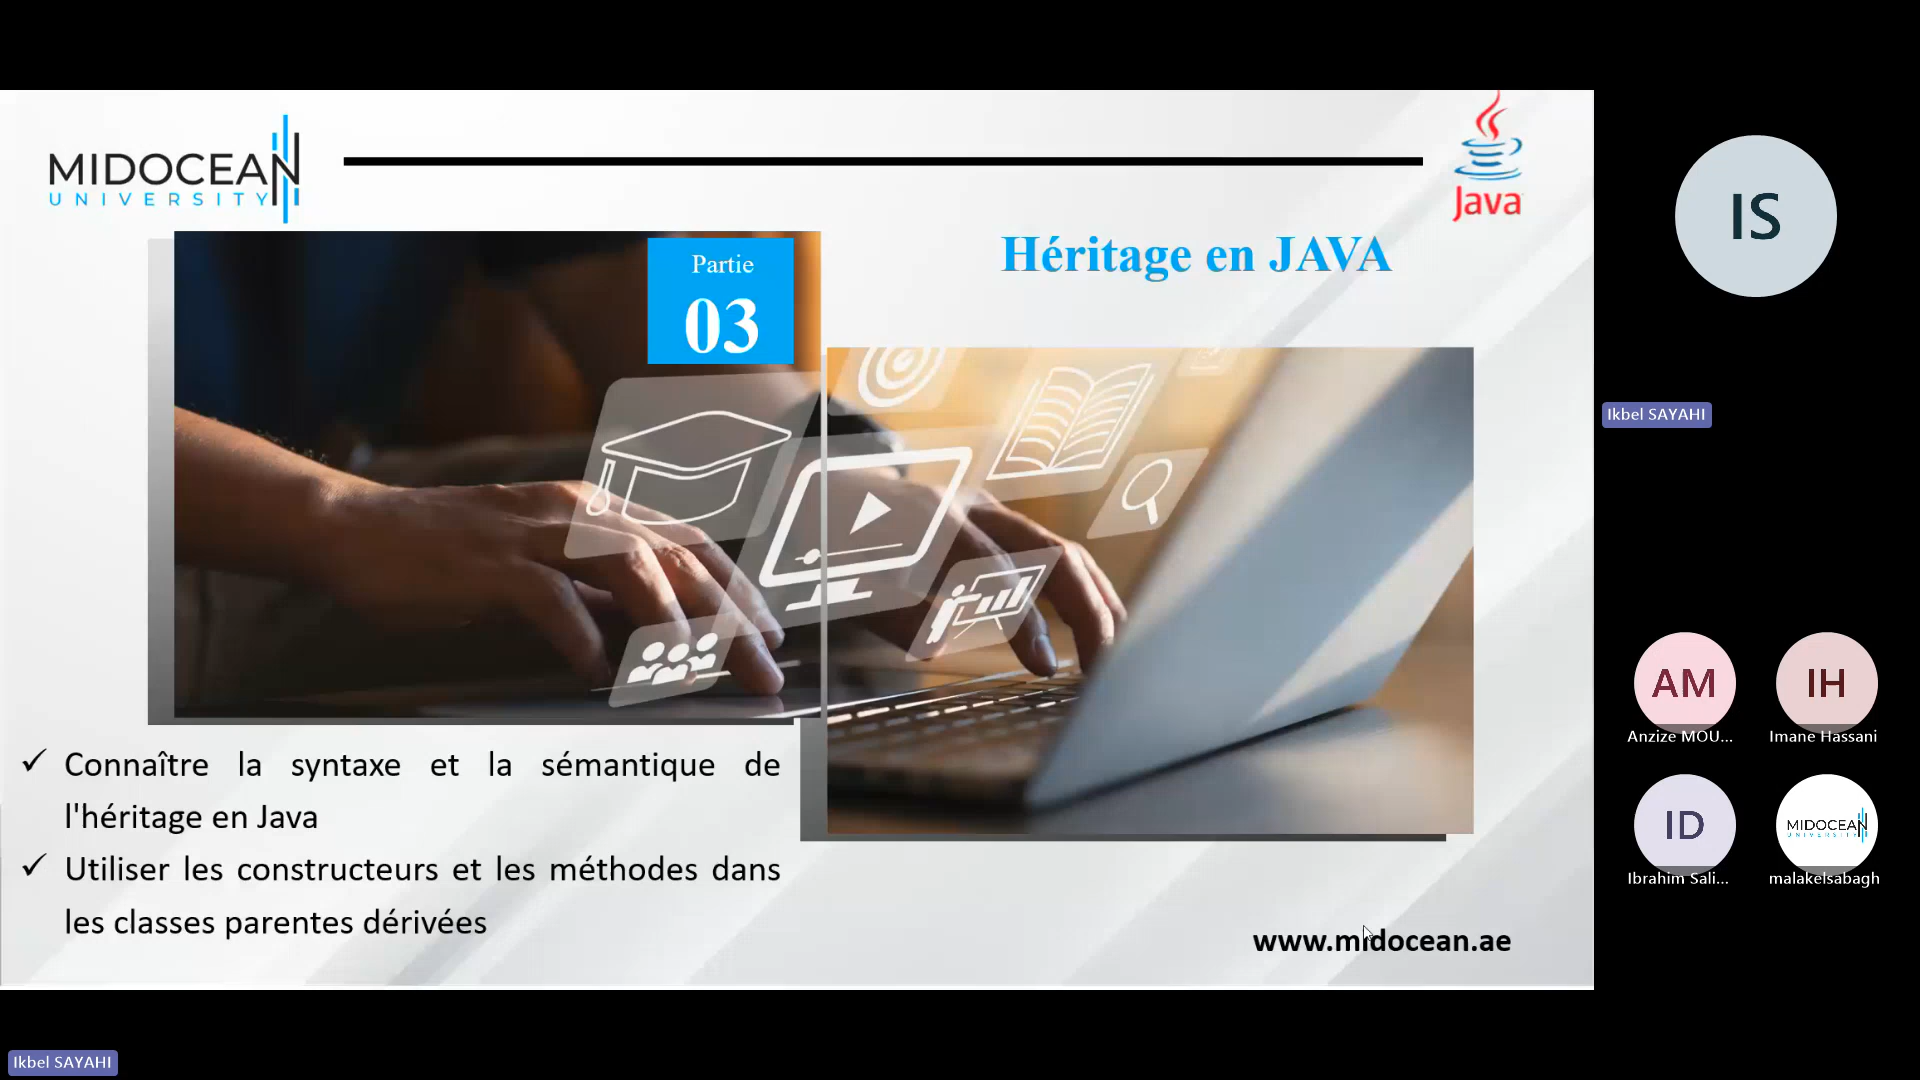 MIDOCEAN
UNIVERSITY
Java
Partie
03
Héritage en JAVA
✓ Connaître la syntaxe et la sémantique de
l'héritage en Java
✓ Utiliser les constructeurs et les méthodes dans
les classes parentes dérivées
www.midocean.ae
IS
Ikbel SAYAHI
AM
Anzize MOU...
IH
Imane Hassani
ID
Ibrahim Sali...
MIDOCEAN
UNIVERSITY
malakelsabagh
Ikbel SAYAHI